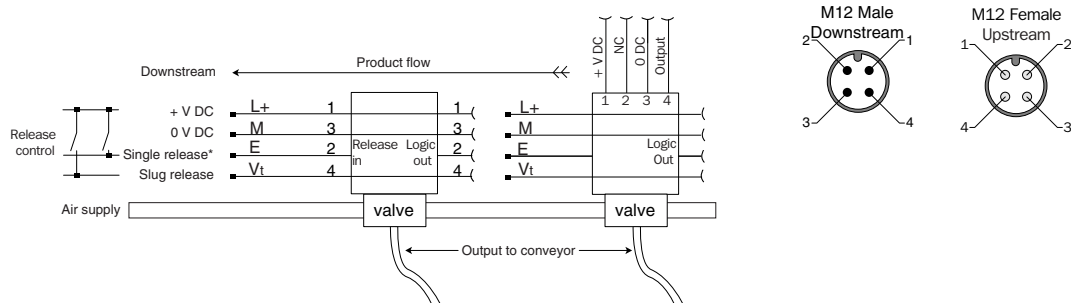 M12 Male
Downstream
2
1
3
4
M12 Female
Upstream
1
2
4
3
+ V DC
NC
0 DC
Output
1 2 3 4
Downstream
Product flow
Release control
+ V DC
0 V DC
Single release*
Slug release
L+ 1
M 3
E 2
Vt 4
Release in
Logic out
1
3
2
4
L+
M
E
Vt
Logic Out
Air supply
valve
valve
Output to conveyor